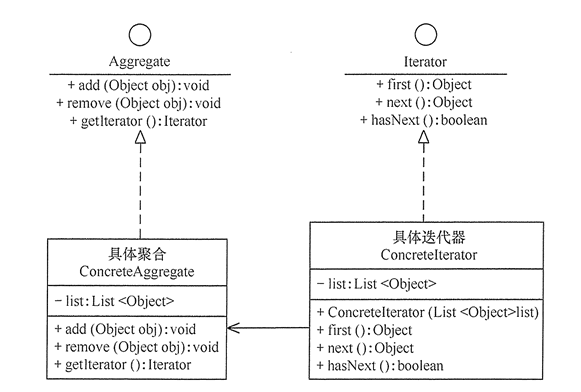 Aggregate
+ add (Object obj) : void
+ remove (Object obj) : void
+ getIterator () : Iterator
Iterator
+ first () : Object
+ next () : Object
+ hasNext () : boolean
具体聚合
ConcreteAggregate
- list : List <Object>
+ add (Object obj) : void
+ remove (Object obj) : void
+ getIterator () : Iterator
具体迭代器
ConcreteIterator
- list : List <Object>
+ ConcreteIterator (List <Object>list)
+ first () : Object
+ next () : Object
+ hasNext () : boolean